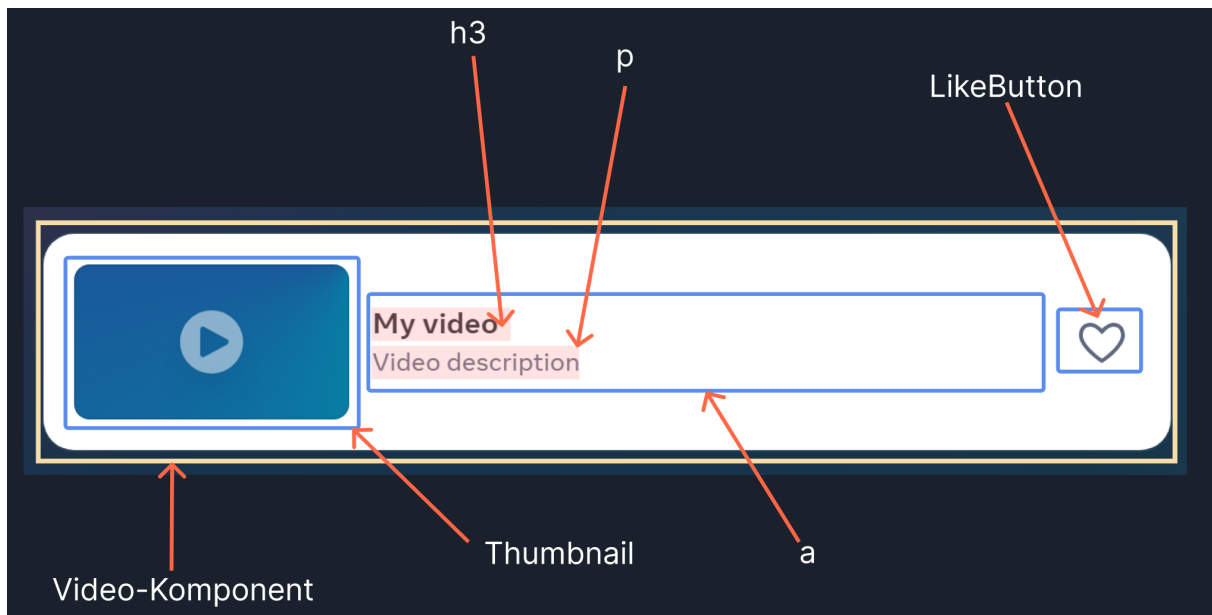 h3
p
LikeButton
My video
Video description
Thumbnail
a
Video-Komponent